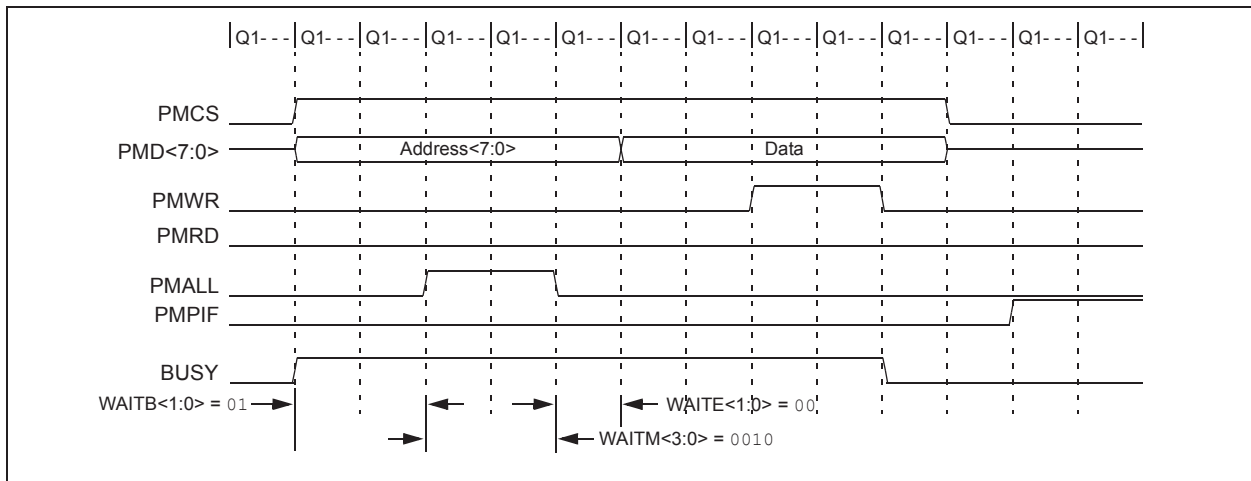 Q1- - - Q1- - - Q1- - - Q1- - - Q1- - - Q1- - - Q1- - - Q1- - - Q1- - - Q1- - - Q1- - - Q1- - - Q1- - - Q1- - -
PMCS
PMD<7:0> Address<7:0> Data
PMWR
PMRD
PMALL
PMPIF
BUSY
WAITB<1:0> = 01 WAITE<1:0> = 00
WAITM<3:0> = 0010